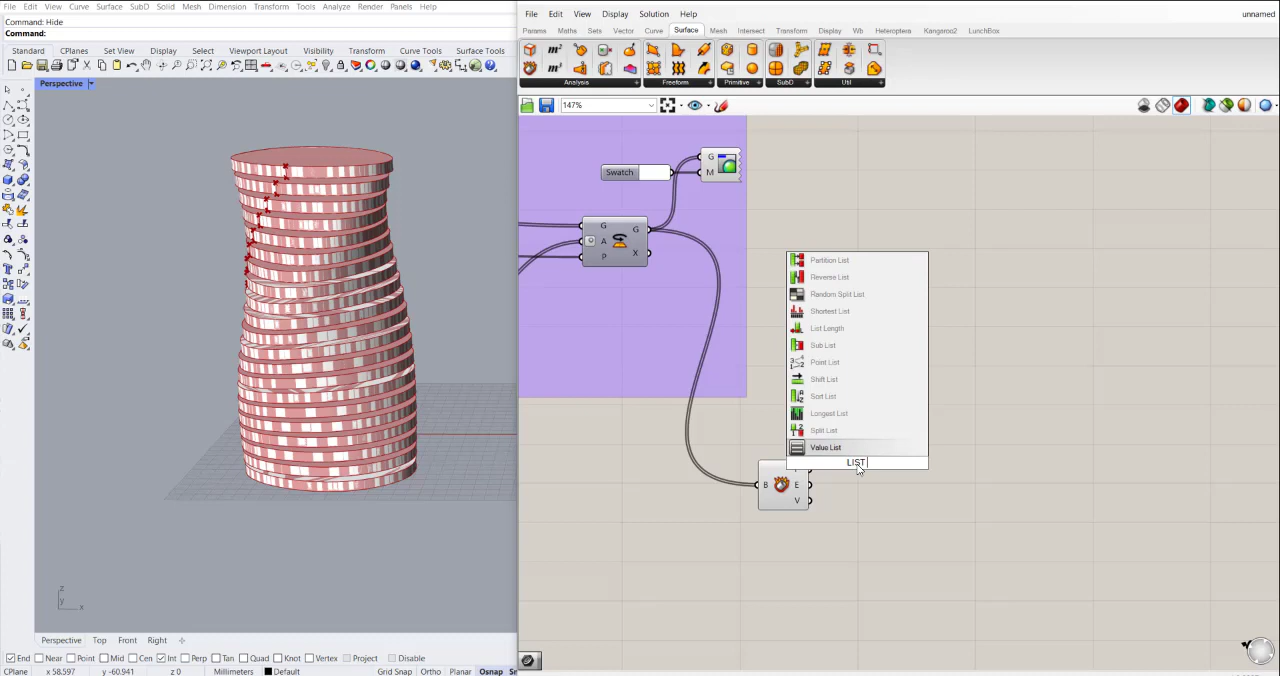 File Edit View Curve Surface SubD Solid Mesh Dimension Transform Tools Analyze Render Panels Help
Command: Hide
Command:
Standard CPlanes Set View Display Select Viewport Layout Visibility Transform Curve Tools Surface Tools
Perspective
z
y
x
Perspective Top Front Right
End Near Point Mid Cen Int Perp Tan Quad Knot Vertex Project Disable
CPlane x 58.597 y -60.941 z 0 Millimeters Default Grid Snap Ortho Planar Osnap
File Edit View Display Solution Help unnamed
Params Maths Sets Vector Curve Surface Mesh Intersect Transform Display Wb Heteroptera Kangaroo2 LunchBox
Analysis Freeform Primitive SubD Util
147%
Swatch
G
M
G
A
P
G
X
Partition List
Reverse List
Random Split List
Shortest List
List Length
Sub List
Point List
Shift List
Sort List
Longest List
Split List
Value List
LIST
B E
V